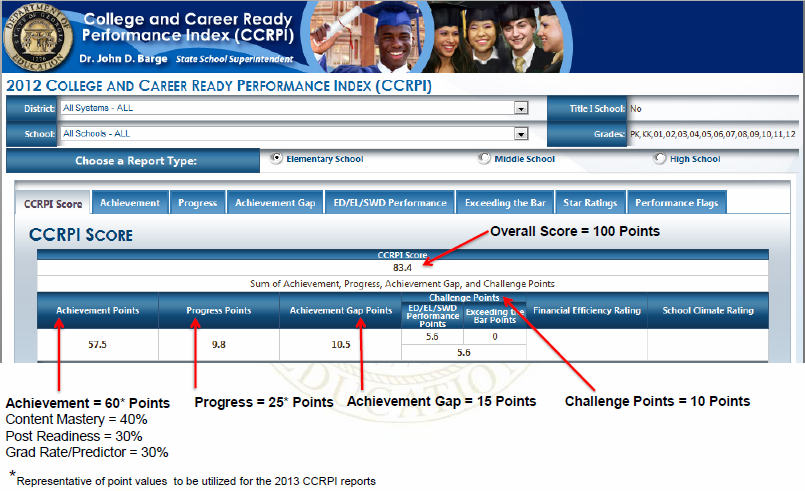 College and Career Ready
Performance Index (CCRPI)
Dr. John D. Barge State School Superintendent
DEPARTMENT OF EDUCATION
2012 COLLEGE AND CAREER READY PERFORMANCE INDEX (CCRPI)
District: All Systems - ALL Title I School: No
School: All Schools - ALL Grades: PK,KK,01,02,03,04,05,06,07,08,09,10,11,12
Choose a Report Type: Elementary School Middle School High School
CCRPI Score Achievement Progress Achievement Gap ED/EL/SWD Performance Exceeding the Bar Star Ratings Performance Flags
CCRPI SCORE
Overall Score = 100 Points
CCRPI Score
83.4
Sum of Achievement, Progress, Achievement Gap, and Challenge Points
Achievement Points Progress Points Achievement Gap Points Challenge Points Financial Efficiency Rating School Climate Rating
ED/EL/SWD Performance Points Exceeding the Bar Points
57.5 9.8 10.5 5.6 0
5.6
EDUCATION
Achievement = 60* Points Progress = 25* Points Achievement Gap = 15 Points Challenge Points = 10 Points
Content Mastery = 40%
Post Readiness = 30%
Grad Rate/Predictor = 30%
*Representative of point values to be utilized for the 2013 CCRPI reports